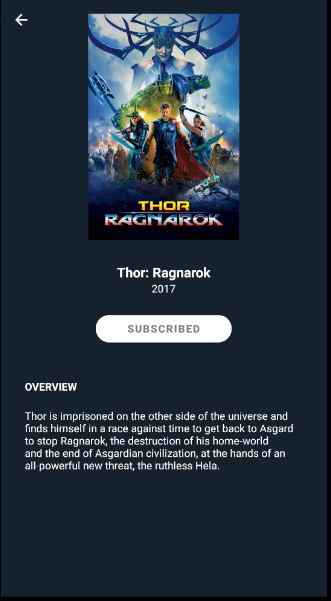 THOR
RAGNAROK
Thor: Ragnarok
2017
SUBSCRIBED
OVERVIEW
Thor is imprisoned on the other side of the universe and
finds himself in a race against time to get back to Asgard
to stop Ragnarok, the destruction of his home-world
and the end of Asgardian civilization, at the hands of an
all-powerful new threat, the ruthless Hela.